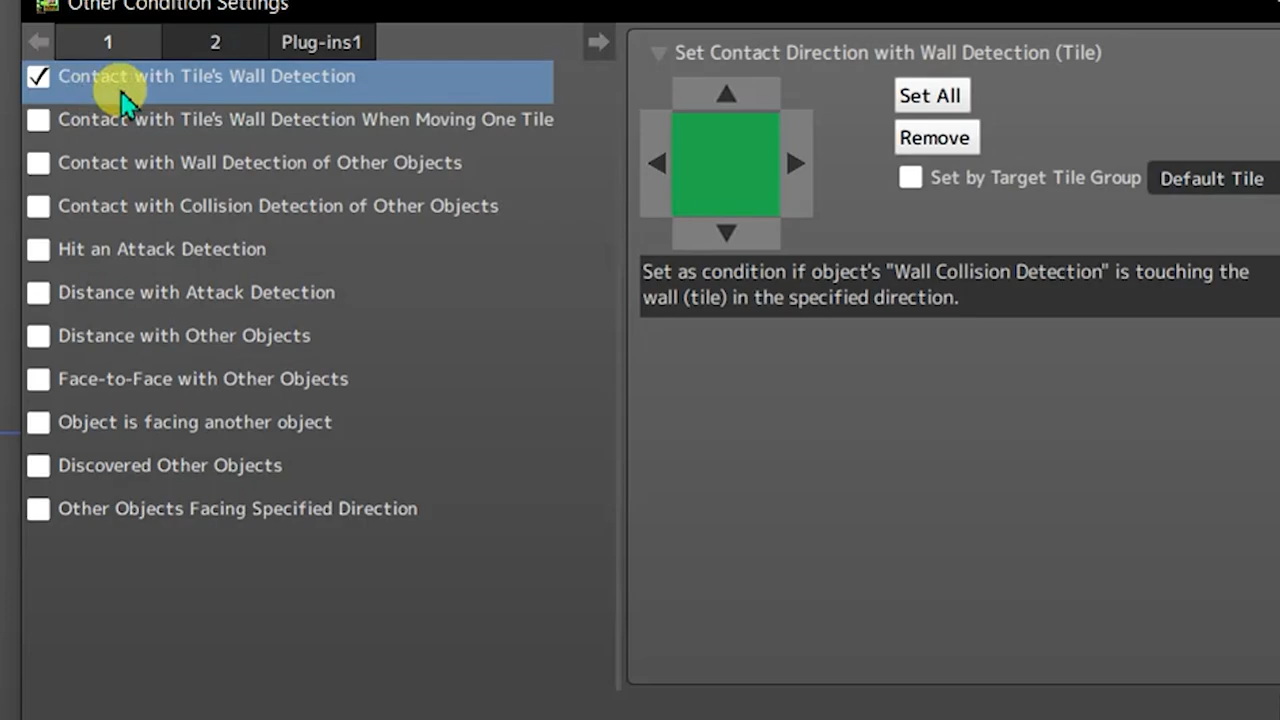 Other Condition Settings
1
2
Plug-ins1
Contact with Tile's Wall Detection
Contact with Tile's Wall Detection When Moving One Tile
Contact with Wall Detection of Other Objects
Contact with Collision Detection of Other Objects
Hit an Attack Detection
Distance with Attack Detection
Distance with Other Objects
Face-to-Face with Other Objects
Object is facing another object
Discovered Other Objects
Other Objects Facing Specified Direction
Set Contact Direction with Wall Detection (Tile)
Set All
Remove
Set by Target Tile Group
Default Tile
Set as condition if object's "Wall Collision Detection" is touching the
wall (tile) in the specified direction.